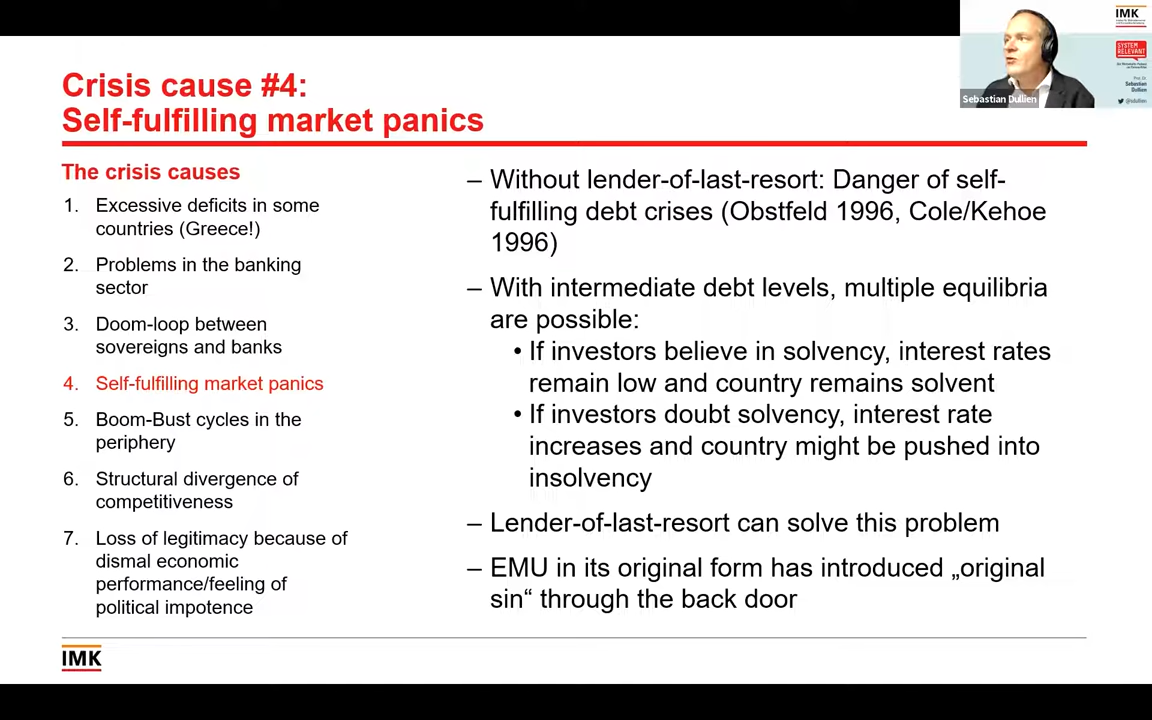 IMK
SYSTEM
RELEVANT
Prof. Dr.
Sebastian
Dullien
@sdullien
Sebastian Dullien
Crisis cause #4:
Self-fulfilling market panics
The crisis causes
1. Excessive deficits in some
countries (Greece!)
2. Problems in the banking
sector
3. Doom-loop between
sovereigns and banks
4. Self-fulfilling market panics
5. Boom-Bust cycles in the
periphery
6. Structural divergence of
competitiveness
7. Loss of legitimacy because of
dismal economic
performance/feeling of
political impotence
– Without lender-of-last-resort: Danger of self-
fulfilling debt crises (Obstfeld 1996, Cole/Kehoe
1996)
– With intermediate debt levels, multiple equilibria
are possible:
• If investors believe in solvency, interest rates
remain low and country remains solvent
• If investors doubt solvency, interest rate
increases and country might be pushed into
insolvency
– Lender-of-last-resort can solve this problem
– EMU in its original form has introduced „original
sin“ through the back door
IMK